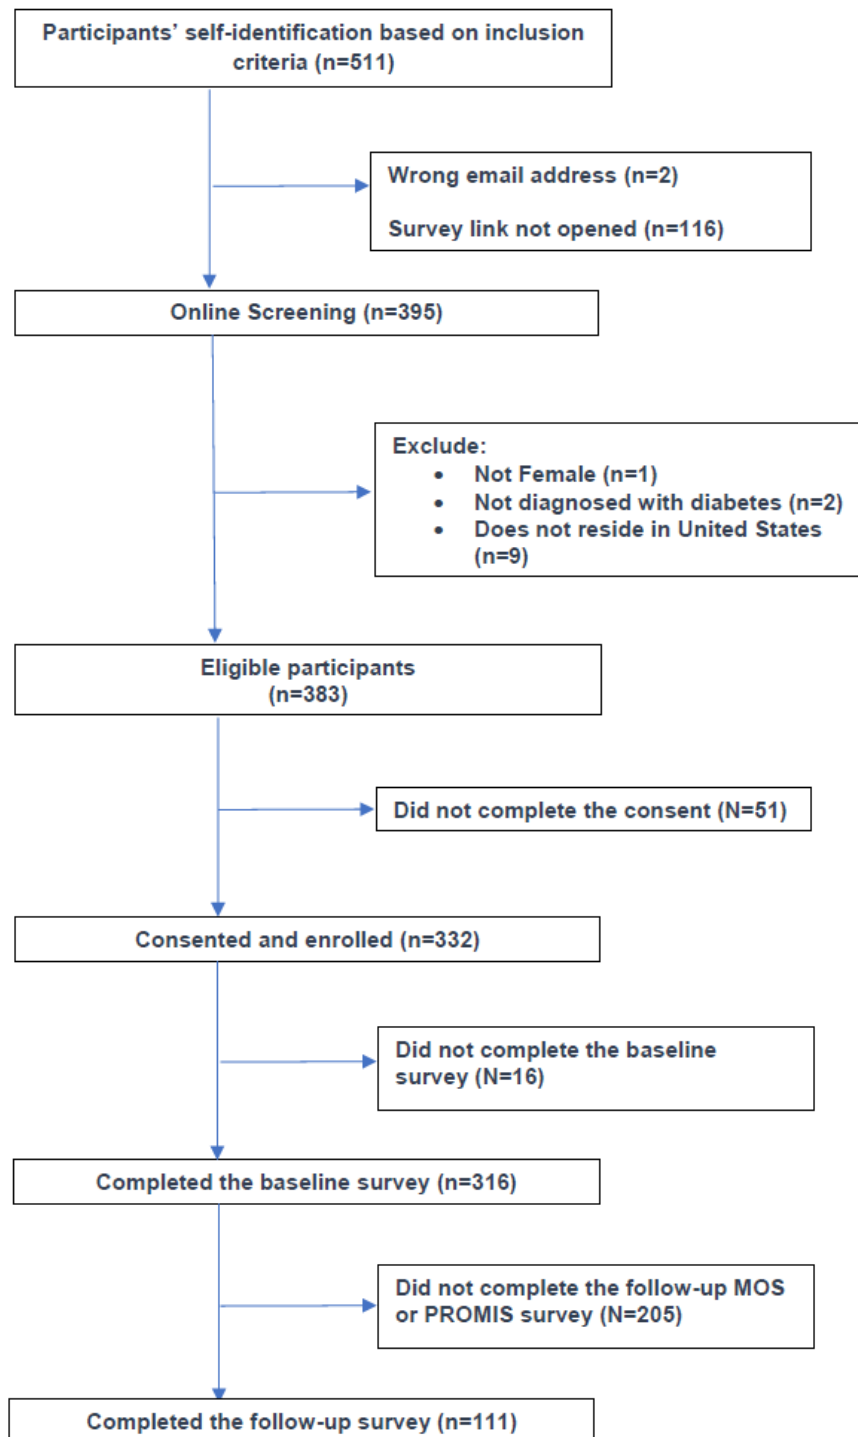 Participants’ self-identification based on inclusion
criteria (n=511)
Wrong email address (n=2)
Survey link not opened (n=116)
Online Screening (n=395)
Exclude:
• Not Female (n=1)
• Not diagnosed with diabetes (n=2)
• Does not reside in United States
(n=9)
Eligible participants
(n=383)
Did not complete the consent (N=51)
Consented and enrolled (n=332)
Did not complete the baseline
survey (N=16)
Completed the baseline survey (n=316)
Did not complete the follow-up MOS
or PROMIS survey (N=205)
Completed the follow-up survey (n=111)